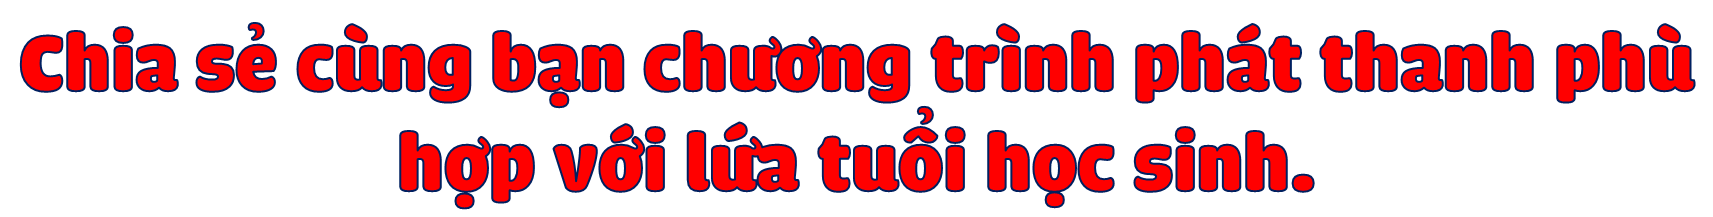 Chia sẻ cùng bạn chương trình phát thanh phù
hợp với lứa tuổi học sinh.